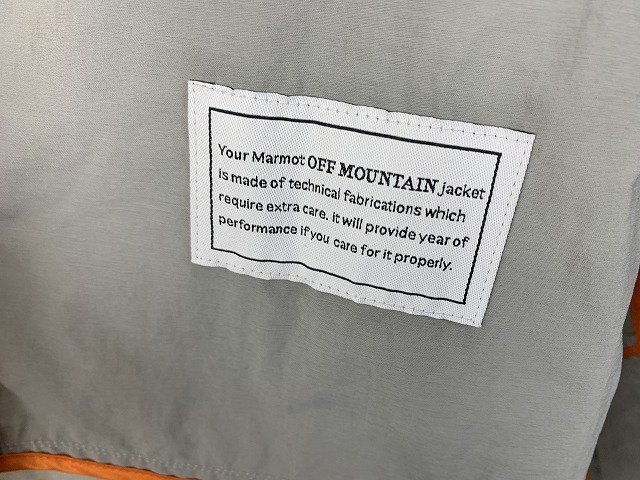 Your Marmot OFF MOUNTAIN jacket
is made of technical fabrications which
require extra care. it will provide year of
performance if you care for it properly.